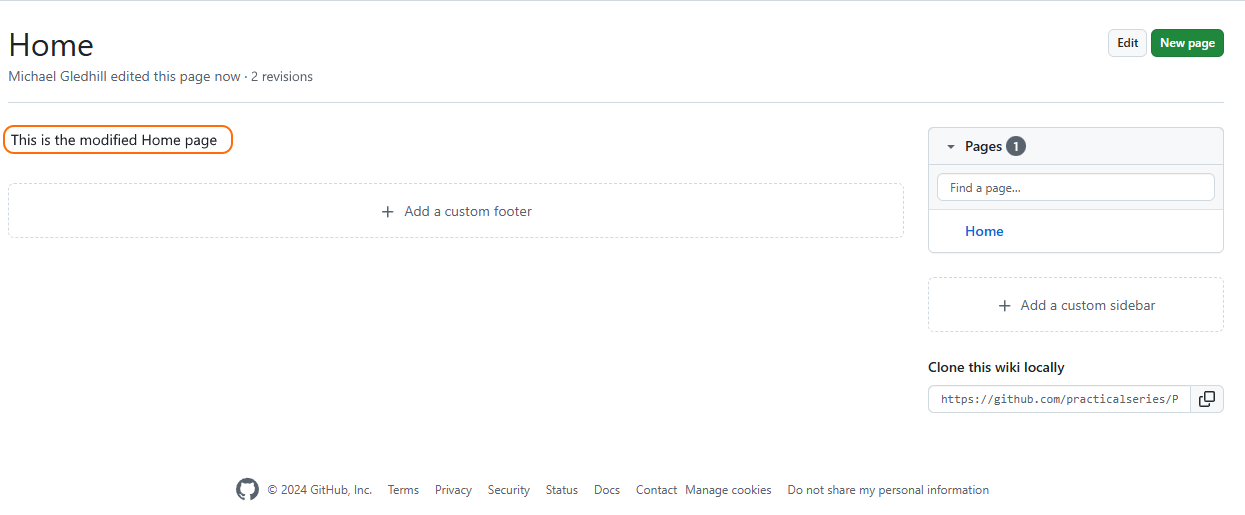 Home
Edit
New page
Michael Gledhill edited this page now · 2 revisions
This is the modified Home page
Pages 1
Find a page...
Home
Add a custom footer
Add a custom sidebar
Clone this wiki locally
https://github.com/practicalseries/P
© 2024 GitHub, Inc. Terms Privacy Security Status Docs Contact Manage cookies Do not share my personal information